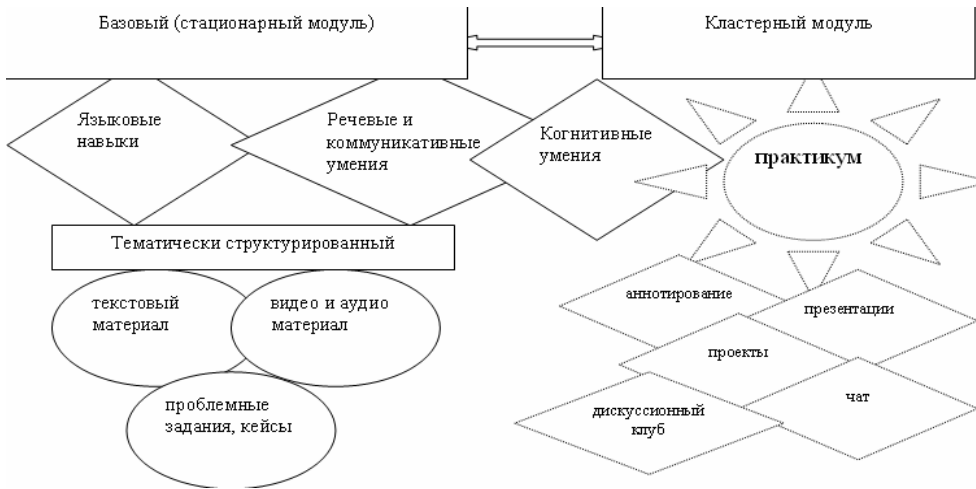 Базовый (стационарный модуль)
Кластерный модуль
Языковые
навыки
Речевые и
коммуникативные
умения
Когнитивные
умения
практикум
Тематически структурированный
текстовый
материал
видео и аудио
материал
проблемные
задания, кейсы
аннотирование
презентации
проекты
чат
дискуссионный
клуб